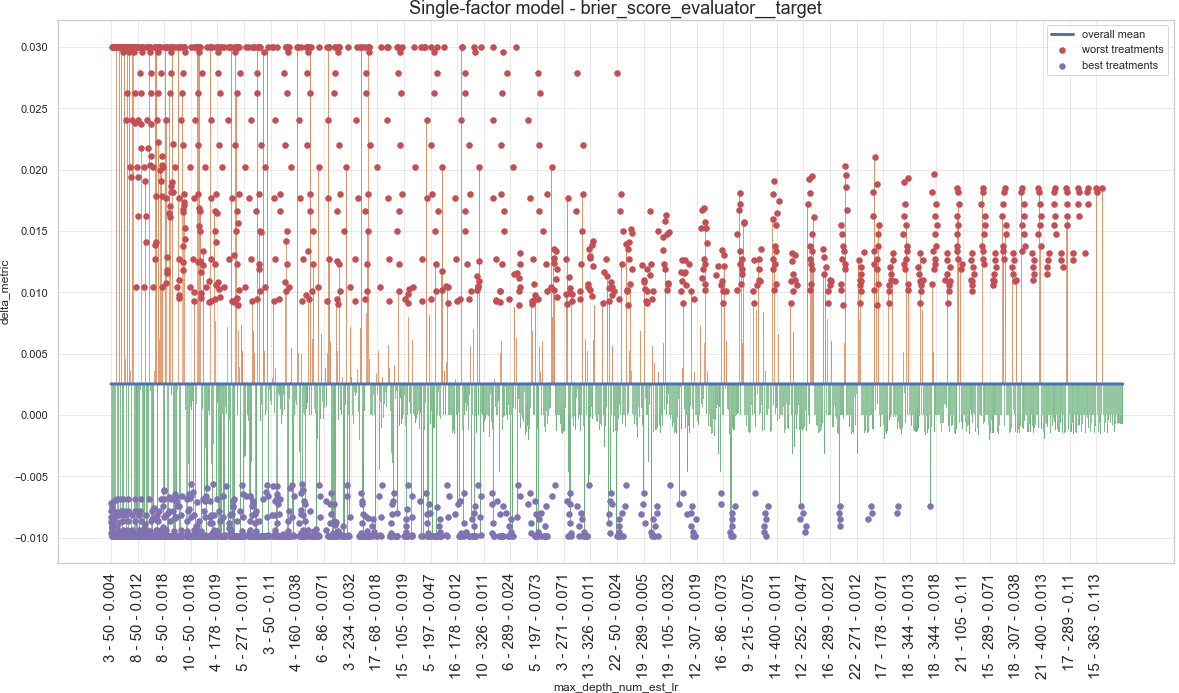 Single-factor model - brier_score_evaluator__target
overall mean
worst treatments
best treatments
delta_metric
0.030
0.025
0.020
0.015
0.010
0.005
0.000
−0.005
−0.010
3 - 50 - 0.004
8 - 50 - 0.012
8 - 50 - 0.018
10 - 50 - 0.018
4 - 178 - 0.019
5 - 271 - 0.011
3 - 50 - 0.11
4 - 160 - 0.038
6 - 86 - 0.071
3 - 234 - 0.032
17 - 68 - 0.018
15 - 105 - 0.019
5 - 197 - 0.047
16 - 178 - 0.012
10 - 326 - 0.011
6 - 289 - 0.024
5 - 197 - 0.073
3 - 271 - 0.071
13 - 326 - 0.011
22 - 50 - 0.024
19 - 289 - 0.005
19 - 105 - 0.032
12 - 307 - 0.019
16 - 86 - 0.073
9 - 215 - 0.075
14 - 400 - 0.011
12 - 252 - 0.047
16 - 289 - 0.021
22 - 271 - 0.012
17 - 178 - 0.071
18 - 344 - 0.013
18 - 344 - 0.018
21 - 105 - 0.11
15 - 289 - 0.071
18 - 307 - 0.038
21 - 400 - 0.013
17 - 289 - 0.11
15 - 363 - 0.113
max_depth_num_est_lr